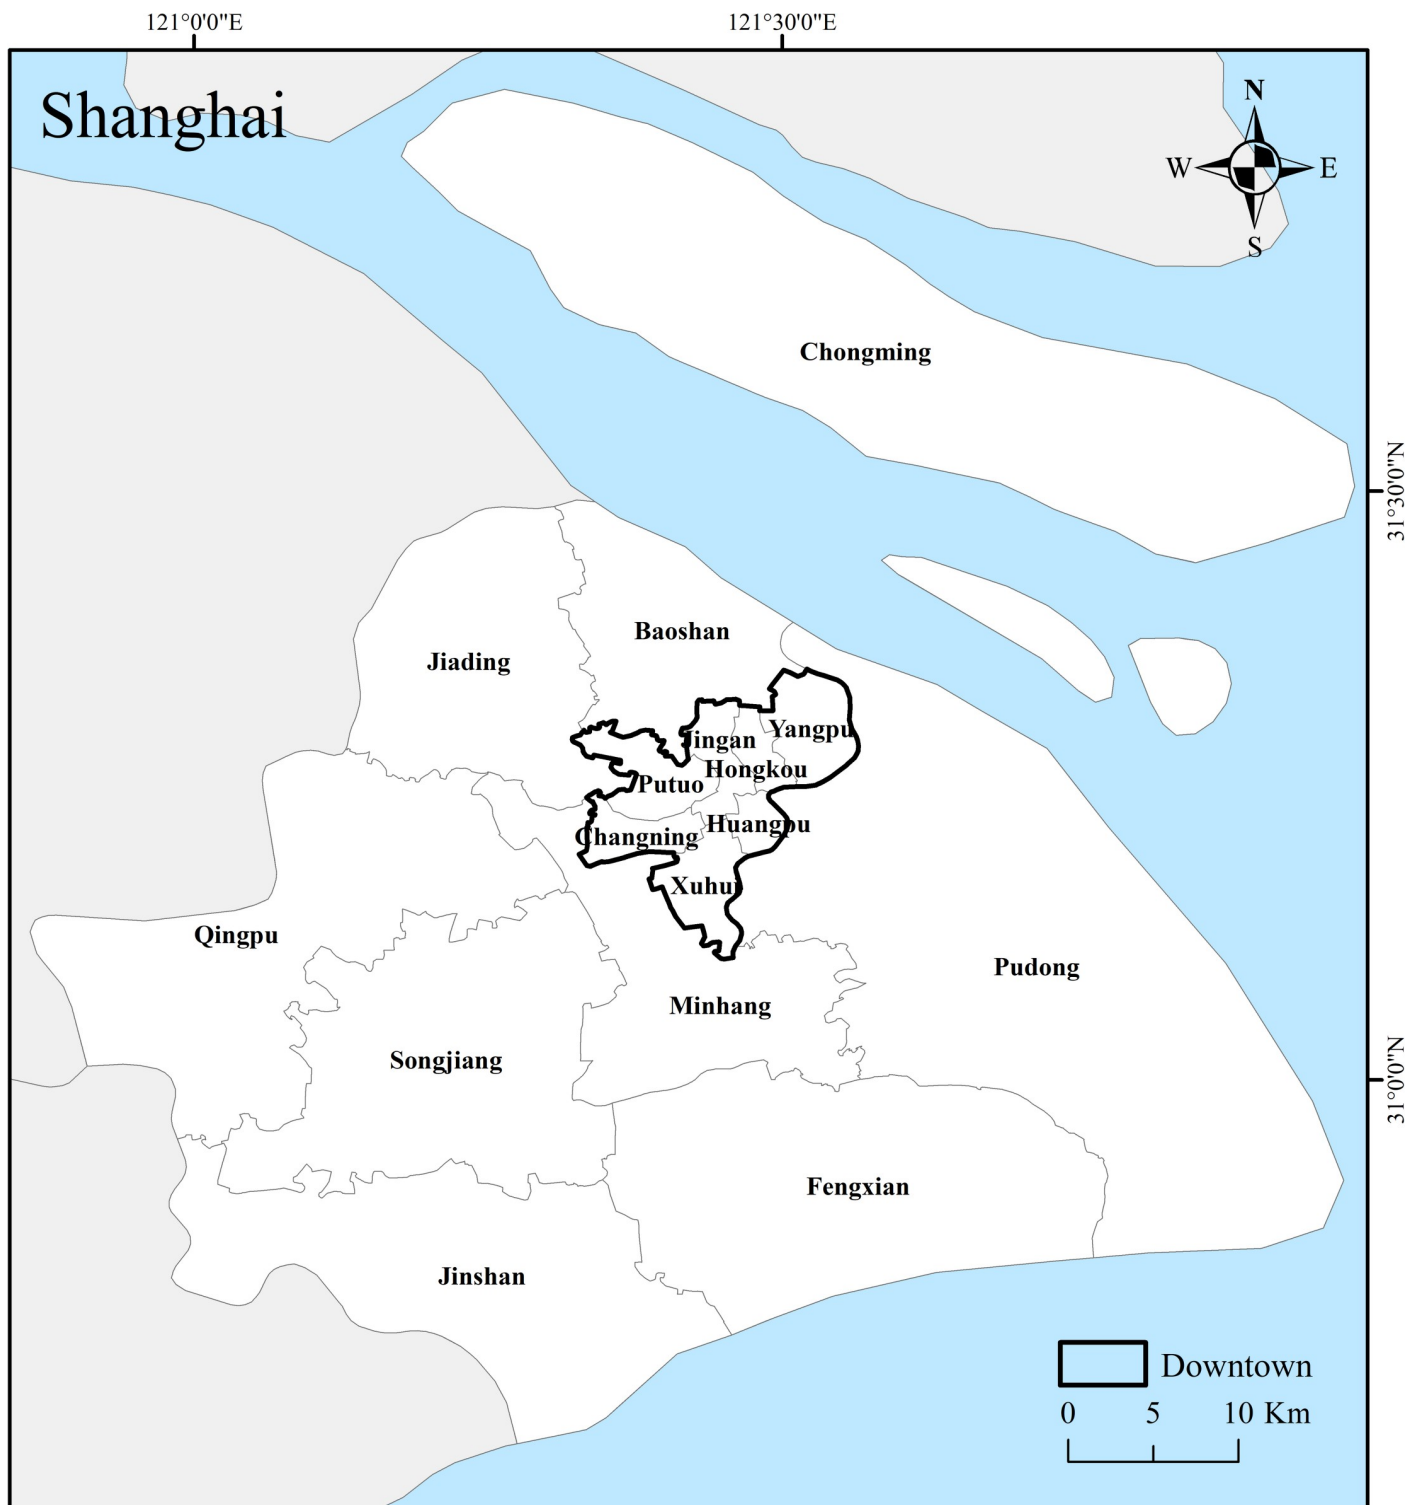 121°0'0"E
121°30'0"E
Shanghai
N
W
E
S
Chongming
31°30'0"N
Baoshan
Jiading
Yangpu
Jingan
Hongkou
Putuo
Huangpu
Changning
Xuhui
Qingpu
Pudong
Minhang
Songjiang
31°0'0"N
Fengxian
Jinshan
Downtown
0 5 10 Km